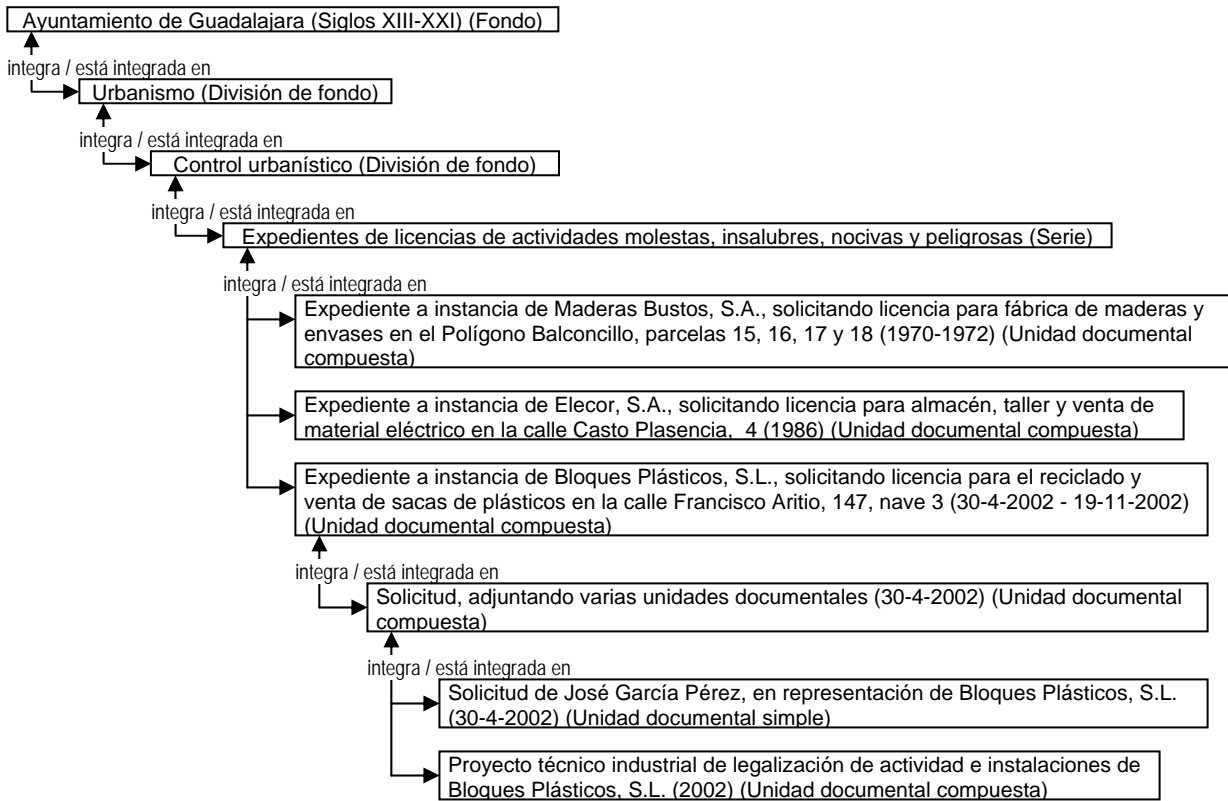 Ayuntamiento de Guadalajara (Siglos XIII-XXI) (Fondo)
integra / está integrada en
Urbanismo (División de fondo)
integra / está integrada en
Control urbanístico (División de fondo)
integra / está integrada en
Expedientes de licencias de actividades molestas, insalubres, nocivas y peligrosas (Serie)
integra / está integrada en
Expediente a instancia de Maderas Bustos, S.A., solicitando licencia para fábrica de maderas y
envases en el Polígono Balconcillo, parcelas 15, 16, 17 y 18 (1970-1972) (Unidad documental
compuesta)
Expediente a instancia de Elecor, S.A., solicitando licencia para almacén, taller y venta de
material eléctrico en la calle Casto Plasencia, 4 (1986) (Unidad documental compuesta)
Expediente a instancia de Bloques Plásticos, S.L., solicitando licencia para el reciclado y
venta de sacas de plásticos en la calle Francisco Aritio, 147, nave 3 (30-4-2002 - 19-11-2002)
(Unidad documental compuesta)
integra / está integrada en
Solicitud, adjuntando varias unidades documentales (30-4-2002) (Unidad documental
compuesta)
integra / está integrada en
Solicitud de José García Pérez, en representación de Bloques Plásticos, S.L.
(30-4-2002) (Unidad documental simple)
Proyecto técnico industrial de legalización de actividad e instalaciones de
Bloques Plásticos, S.L. (2002) (Unidad documental compuesta)